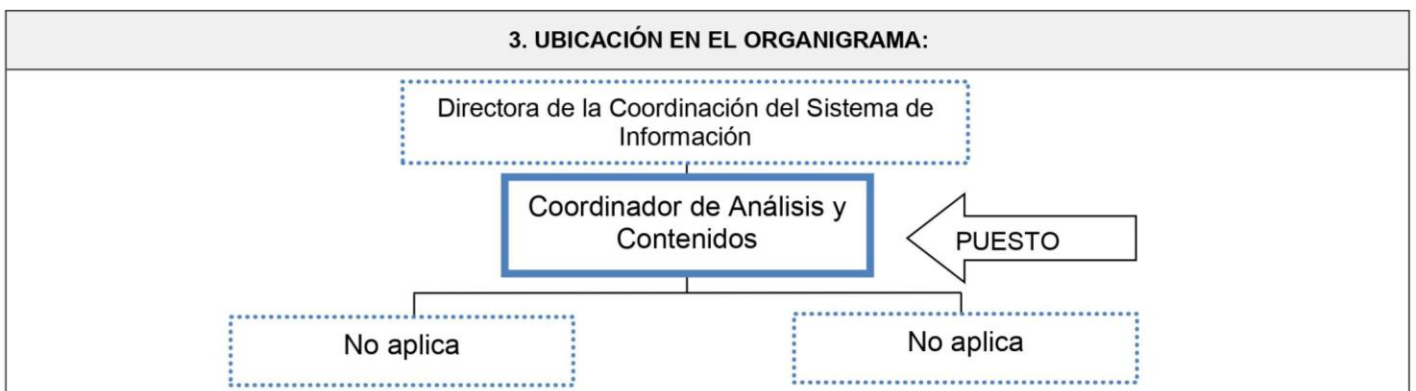 3. UBICACIÓN EN EL ORGANIGRAMA:
Directora de la Coordinación del Sistema de
Información
Coordinador de Análisis y
Contenidos
PUESTO
No aplica
No aplica